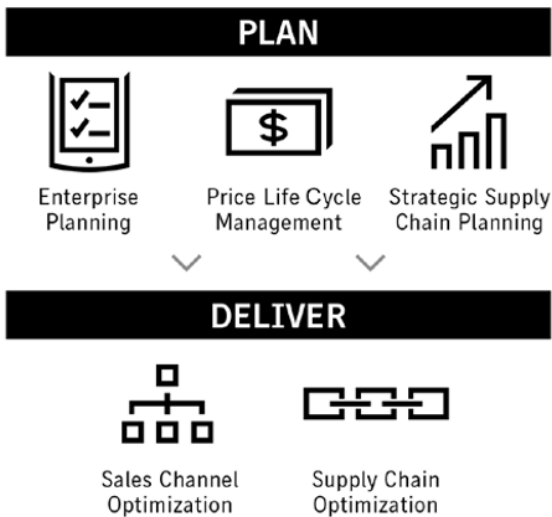 PLAN
$
Enterprise
Planning
Price Life Cycle
Management
Strategic Supply
Chain Planning
DELIVER
Sales Channel
Optimization
Supply Chain
Optimization